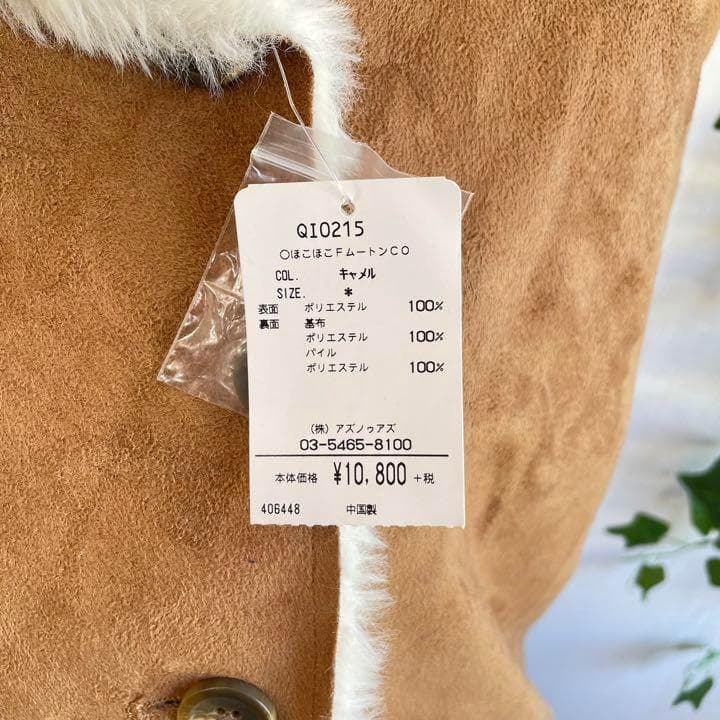 QI0215
〇ほこほこFムートンCO
COL. キャメル
SIZE. *
表面 ポリエステル 100%
裏面 基布
ポリエステル 100%
パイル
ポリエステル 100%
(株) アズノゥアズ
03-5465-8100
本体価格 ¥10,800 +税
406448 中国製